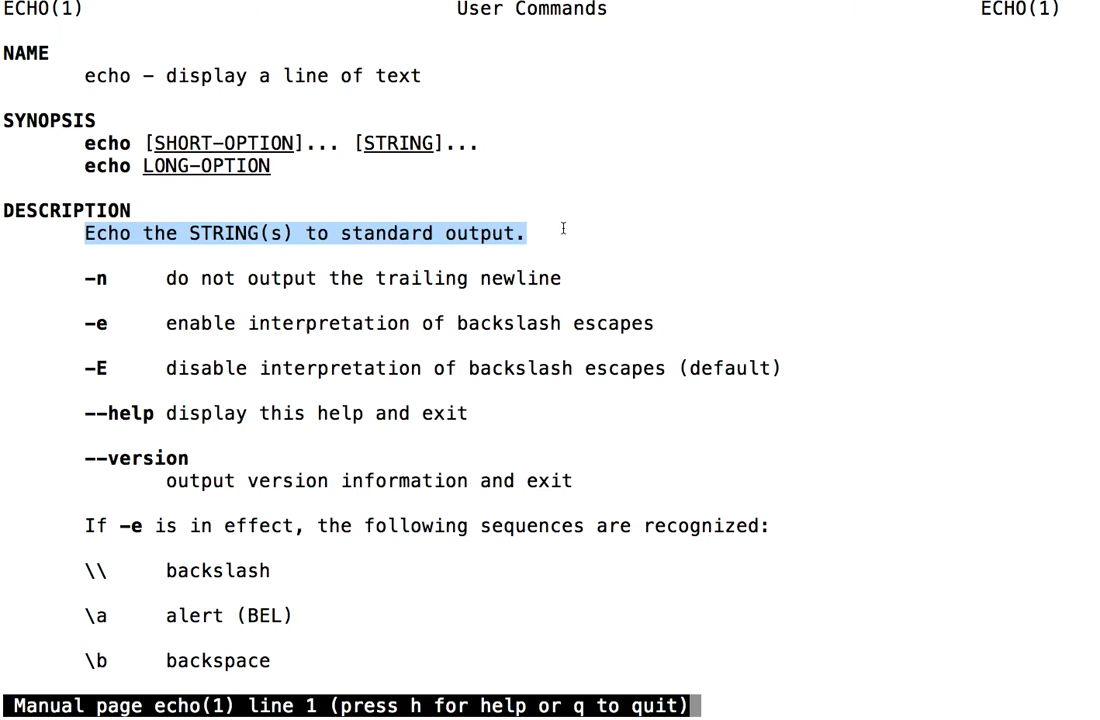 ECHO(1) User Commands ECHO(1)
NAME
echo – display a line of text
SYNOPSIS
echo [SHORT-OPTION]... [STRING]...
echo LONG-OPTION
DESCRIPTION
Echo the STRING(s) to standard output.
-n do not output the trailing newline
-e enable interpretation of backslash escapes
-E disable interpretation of backslash escapes (default)
--help display this help and exit
--version
output version information and exit
If -e is in effect, the following sequences are recognized:
\\ backslash
\a alert (BEL)
\b backspace
Manual page echo(1) line 1 (press h for help or q to quit)